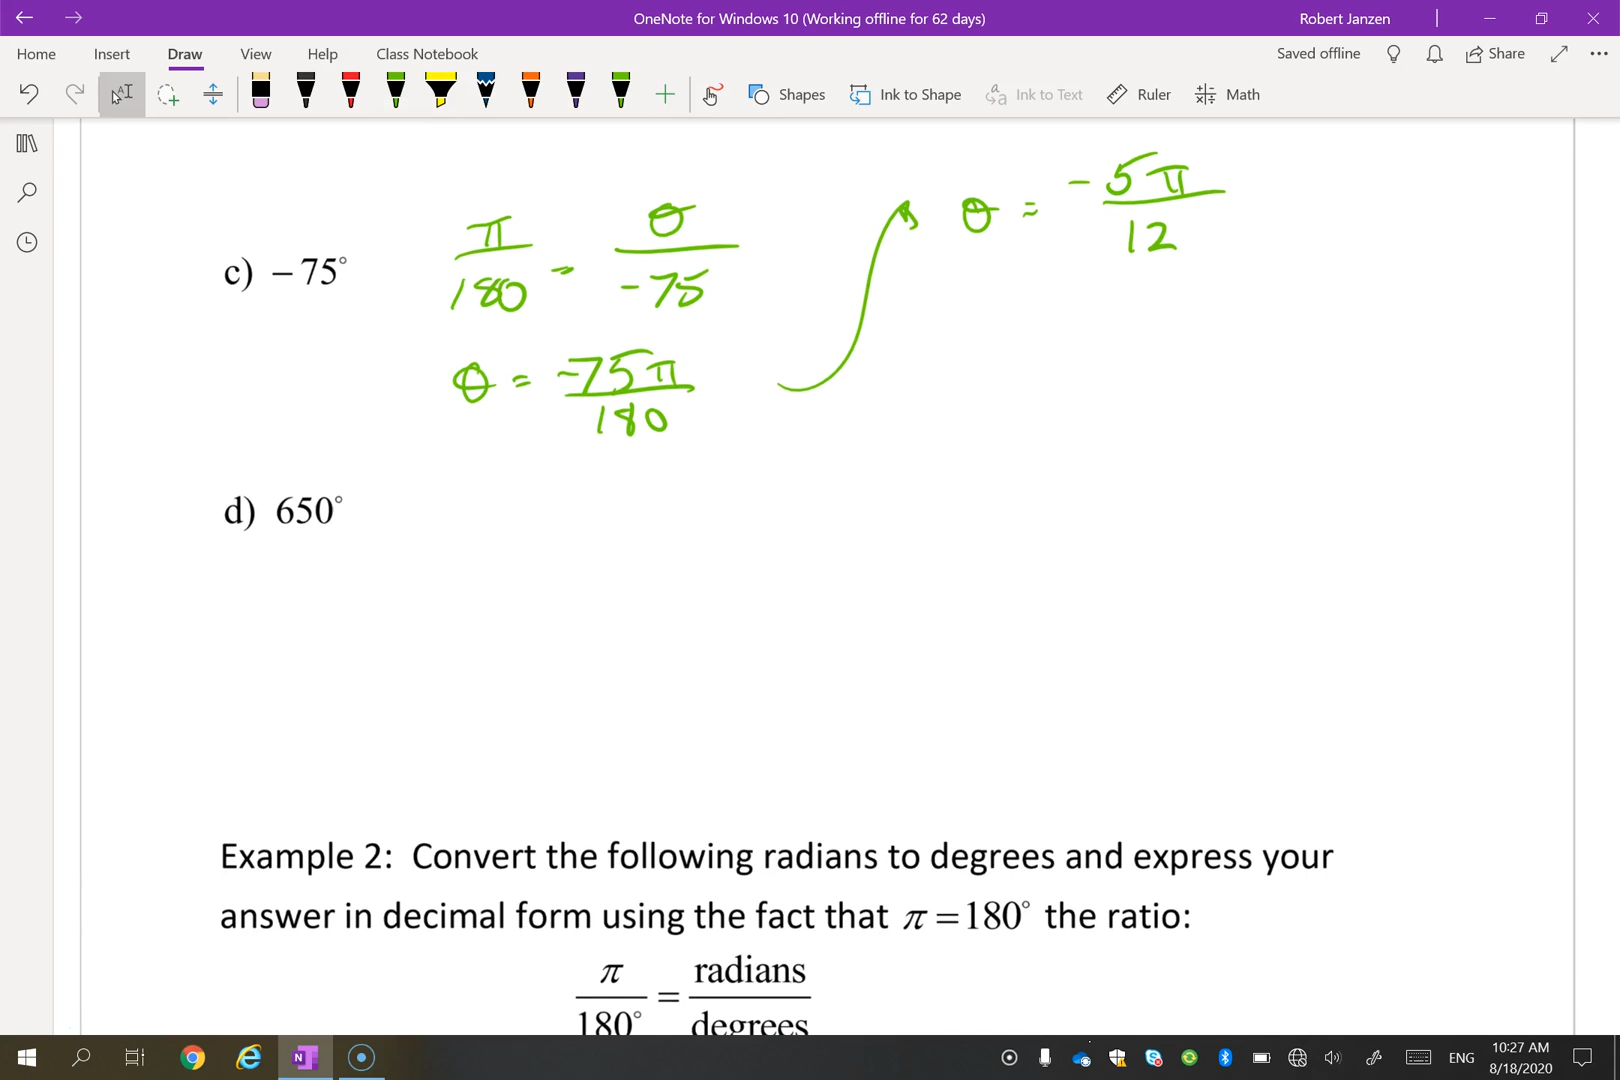 OneNote for Windows 10 (Working offline for 62 days)
Robert Janzen
Home Insert Draw View Help Class Notebook
Saved offline
Share
Shapes Ink to Shape Ink to Text Ruler Math
c) −75°
π/180 = θ/−75
θ = −75π/180
θ = −5π/12
d) 650°
Example 2: Convert the following radians to degrees and express your
answer in decimal form using the fact that π = 180° the ratio:
π/180° = radians/degrees
ENG
10:27 AM
8/18/2020